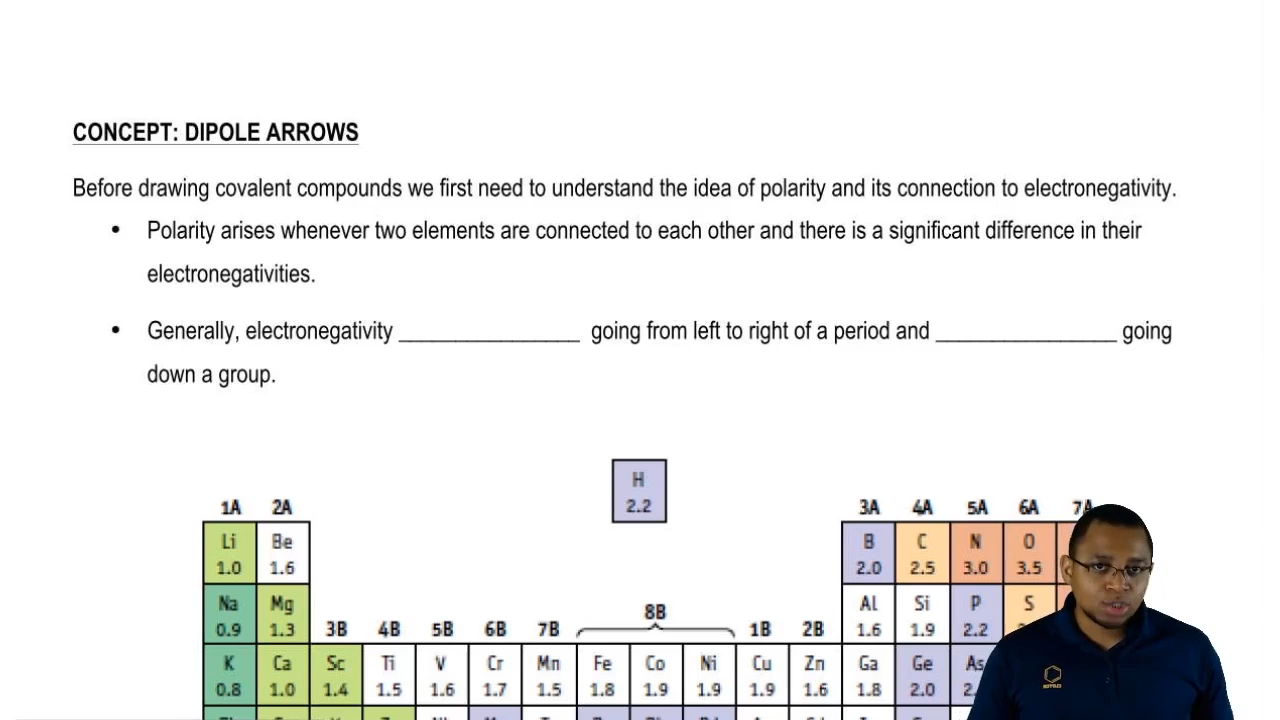 CONCEPT: DIPOLE ARROWS
Before drawing covalent compounds we first need to understand the idea of polarity and its connection to electronegativity.
• Polarity arises whenever two elements are connected to each other and there is a significant difference in their
electronegativities.
• Generally, electronegativity ________________ going from left to right of a period and ________________ going
down a group.
H
2.2
1A 2A 3A 4A 5A 6A 7A
Li Be B C N O
1.0 1.6 2.0 2.5 3.0 3.5
Na Mg 8B Al Si P S
0.9 1.3 3B 4B 5B 6B 7B 1B 2B 1.6 1.9 2.2
K Ca Sc Ti V Cr Mn Fe Co Ni Cu Zn Ga Ge As
0.8 1.0 1.4 1.5 1.6 1.7 1.5 1.8 1.9 1.9 1.9 1.6 1.8 2.0